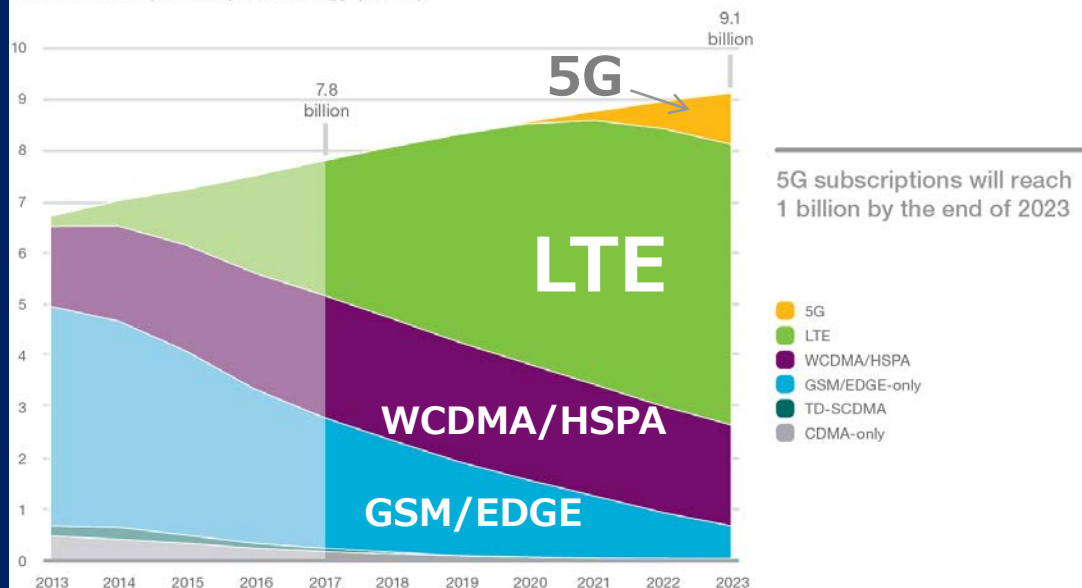 9.1
billion
10
5G
9
7.8
billion
8
7
6
5
4
3
2
1
0
LTE
WCDMA/HSPA
GSM/EDGE
2013 2014 2015 2016 2017 2018 2019 2020 2021 2022 2023
5G subscriptions will reach
1 billion by the end of 2023
5G
LTE
WCDMA/HSPA
GSM/EDGE-only
TD-SCDMA
CDMA-only